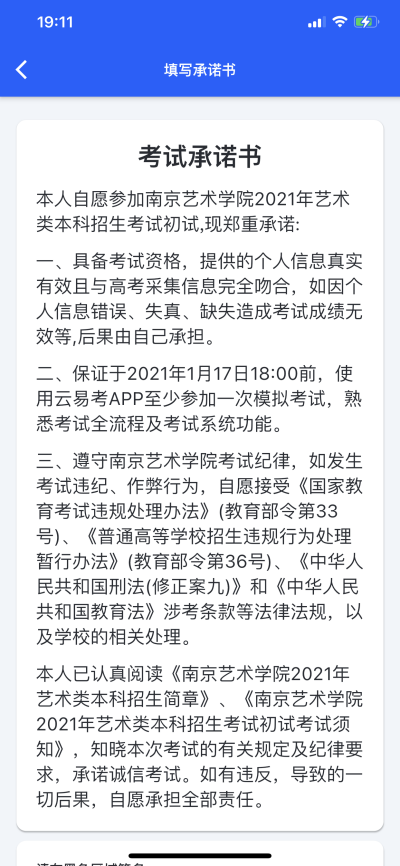 19:11
填写承诺书
考试承诺书
本人自愿参加南京艺术学院2021年艺术
类本科招生考试初试,现郑重承诺:
一、具备考试资格，提供的个人信息真实
有效且与高考采集信息完全吻合，如因个
人信息错误、失真、缺失造成考试成绩无
效等,后果由自己承担。
二、保证于2021年1月17日18:00前，使
用云易考APP至少参加一次模拟考试，熟
悉考试全流程及考试系统功能。
三、遵守南京艺术学院考试纪律，如发生
考试违纪、作弊行为，自愿接受《国家教
育考试违规处理办法》(教育部令第33
号)、《普通高等学校招生违规行为处理
暂行办法》(教育部令第36号)、《中华人
民共和国刑法(修正案九)》和《中华人民
共和国教育法》涉考条款等法律法规，以
及学校的相关处理。
本人已认真阅读《南京艺术学院2021年
艺术类本科招生简章》、《南京艺术学院
2021年艺术类本科招生考试初试考试须
知》，知晓本次考试的有关规定及纪律要
求，承诺诚信考试。如有违反，导致的一
切后果，自愿承担全部责任。